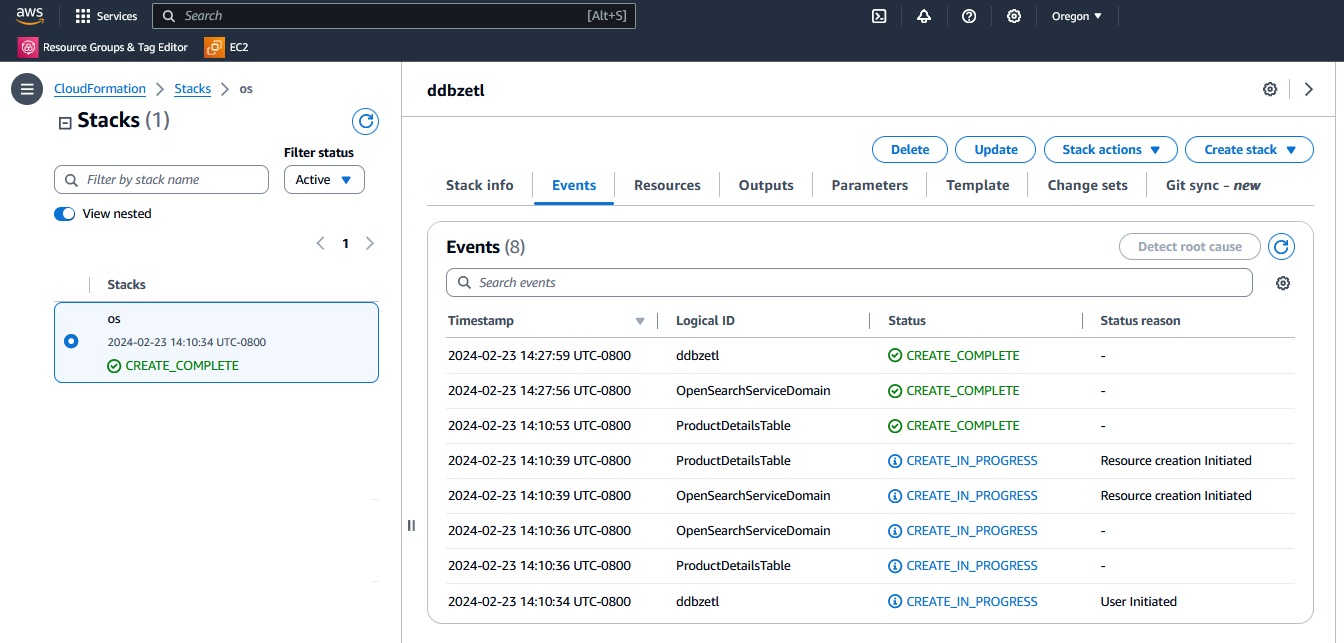 aws Services Search [Alt+S] Oregon
Resource Groups & Tag Editor EC2
CloudFormation Stacks os
Stacks (1)
Filter status
Filter by stack name Active
View nested
1
Stacks
os
2024-02-23 14:10:34 UTC-0800
CREATE_COMPLETE
ddbzetl
Delete Update Stack actions Create stack
Stack info Events Resources Outputs Parameters Template Change sets Git sync - new
Events (8) Detect root cause
Search events
Timestamp Logical ID Status Status reason
2024-02-23 14:27:59 UTC-0800 ddbzetl CREATE_COMPLETE -
2024-02-23 14:27:56 UTC-0800 OpenSearchServiceDomain CREATE_COMPLETE -
2024-02-23 14:10:53 UTC-0800 ProductDetailsTable CREATE_COMPLETE -
2024-02-23 14:10:39 UTC-0800 ProductDetailsTable CREATE_IN_PROGRESS Resource creation Initiated
2024-02-23 14:10:39 UTC-0800 OpenSearchServiceDomain CREATE_IN_PROGRESS Resource creation Initiated
2024-02-23 14:10:36 UTC-0800 OpenSearchServiceDomain CREATE_IN_PROGRESS -
2024-02-23 14:10:36 UTC-0800 ProductDetailsTable CREATE_IN_PROGRESS -
2024-02-23 14:10:34 UTC-0800 ddbzetl CREATE_IN_PROGRESS User Initiated